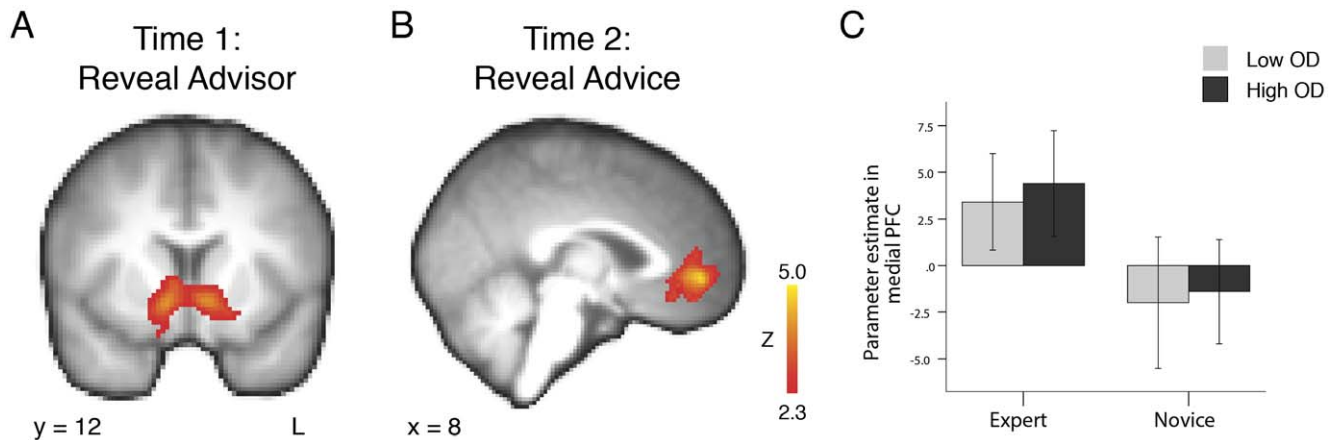 A
Time 1:
Reveal Advisor
y = 12
L
B
Time 2:
Reveal Advice
x = 8
5.0
Z
2.3
C
Low OD
High OD
Parameter estimate in
medial PFC
7.5
5.0
2.5
.0
-2.5
-5.0
Expert
Novice